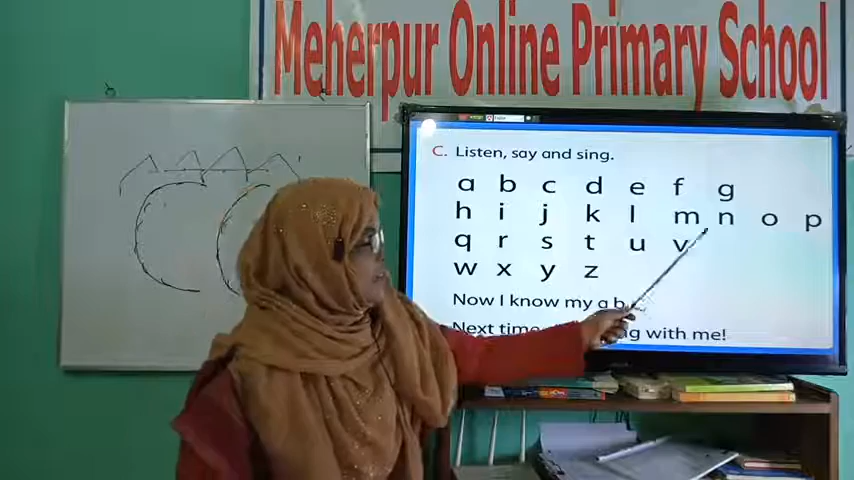 Meherpur Online Primary School
C. Listen, say and sing.
a b c d e f g
h i j k l m n o p
q r s t u v
w x y z
Now I know my a b
Next time g with me!